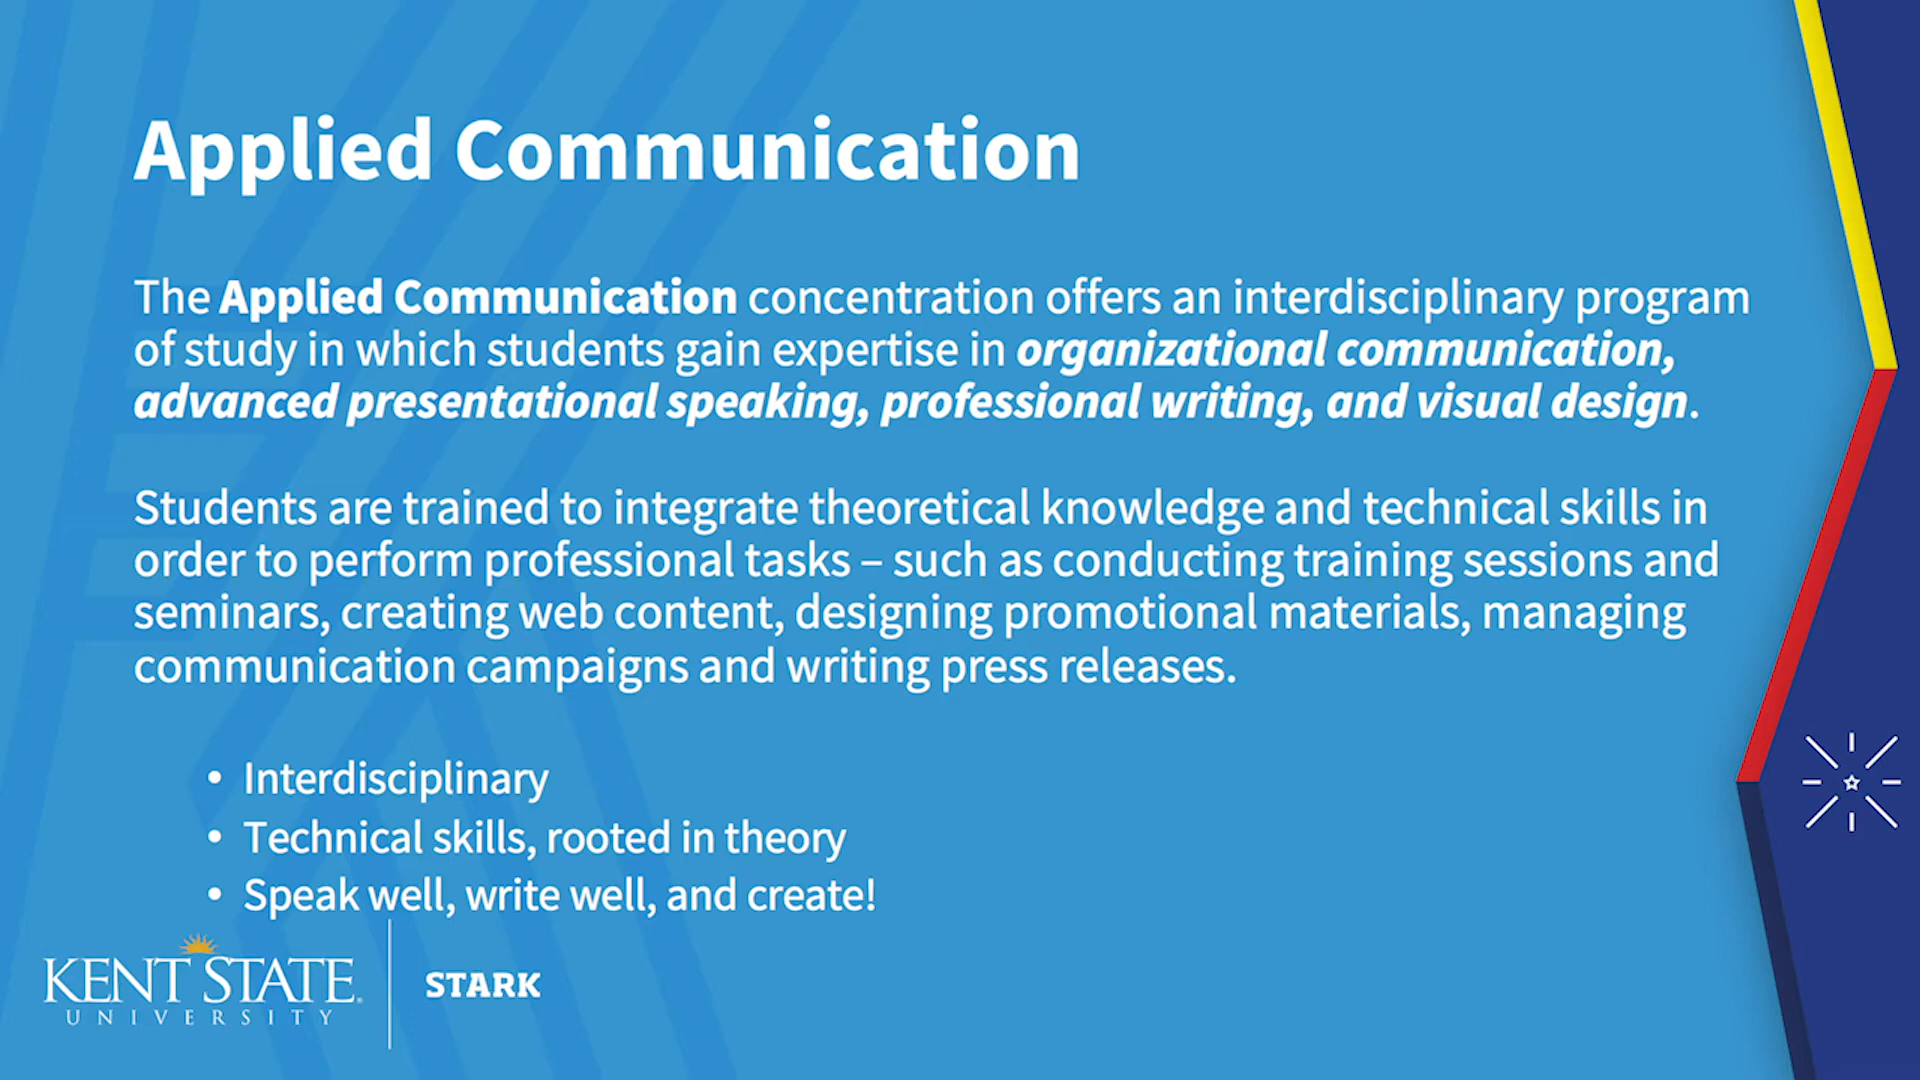 Applied Communication
The Applied Communication concentration offers an interdisciplinary program
of study in which students gain expertise in organizational communication,
advanced presentational speaking, professional writing, and visual design.
Students are trained to integrate theoretical knowledge and technical skills in
order to perform professional tasks – such as conducting training sessions and
seminars, creating web content, designing promotional materials, managing
communication campaigns and writing press releases.
• Interdisciplinary
• Technical skills, rooted in theory
• Speak well, write well, and create!
KENT STATE
UNIVERSITY
STARK